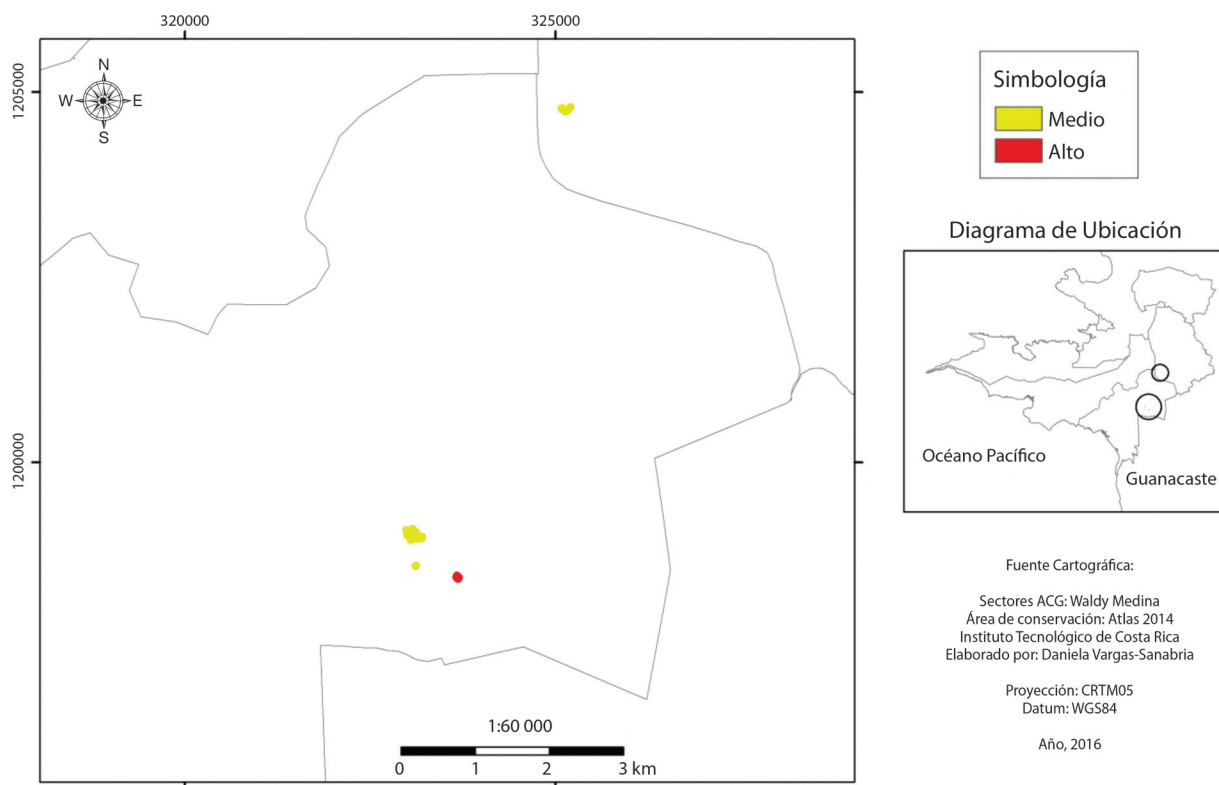 320000
325000
1205000
1200000
N
W
E
S
Simbología
Medio
Alto
Diagrama de Ubicación
Océano Pacífico
Guanacaste
1:60 000
0 1 2 3 km
Fuente Cartográfica:
Sectores ACG: Waldy Medina
Área de conservación: Atlas 2014
Instituto Tecnológico de Costa Rica
Elaborado por: Daniela Vargas-Sanabria
Proyección: CRTM05
Datum: WGS84
Año, 2016